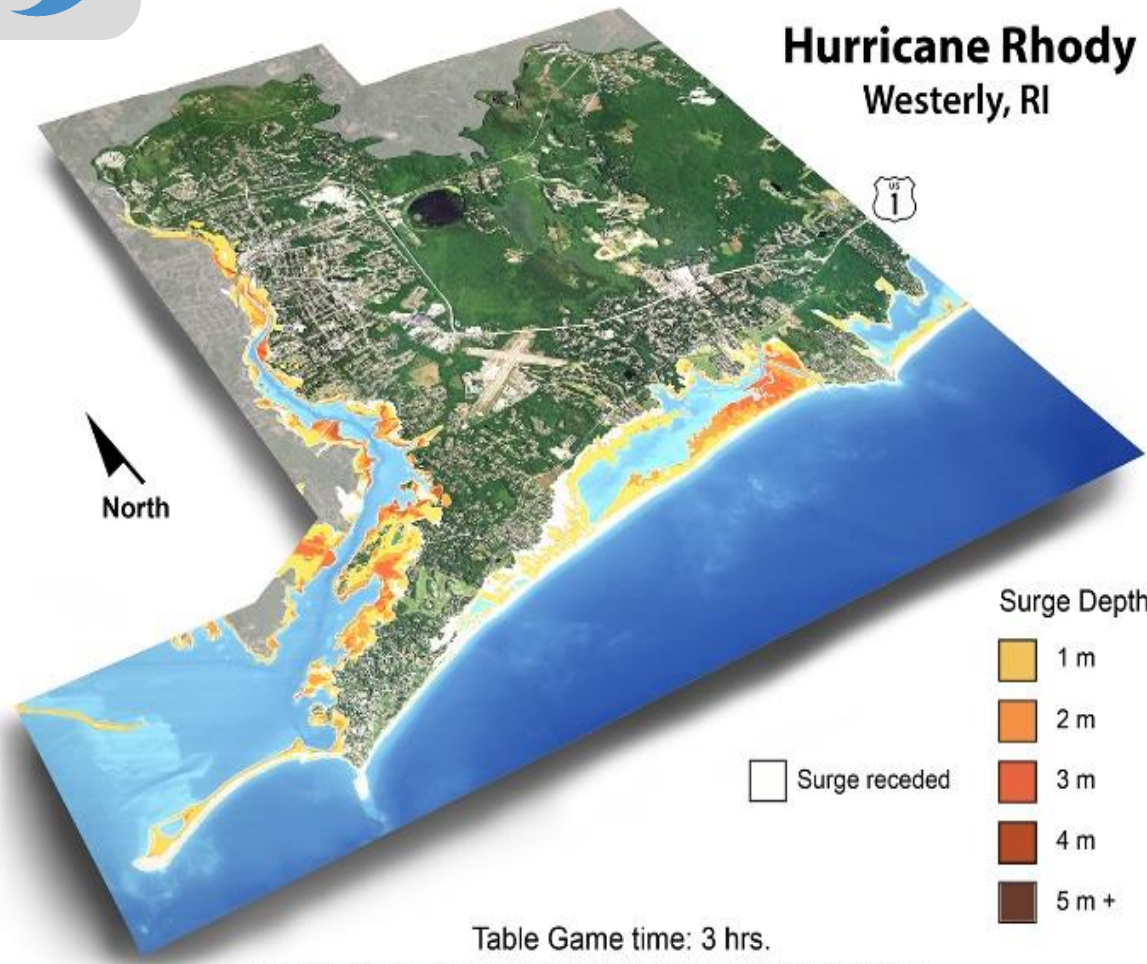 Hurricane Rhody
Westerly, RI
US
1
North
Surge Depth
1 m
2 m
Surge receded
3 m
4 m
5 m +
Table Game time: 3 hrs.